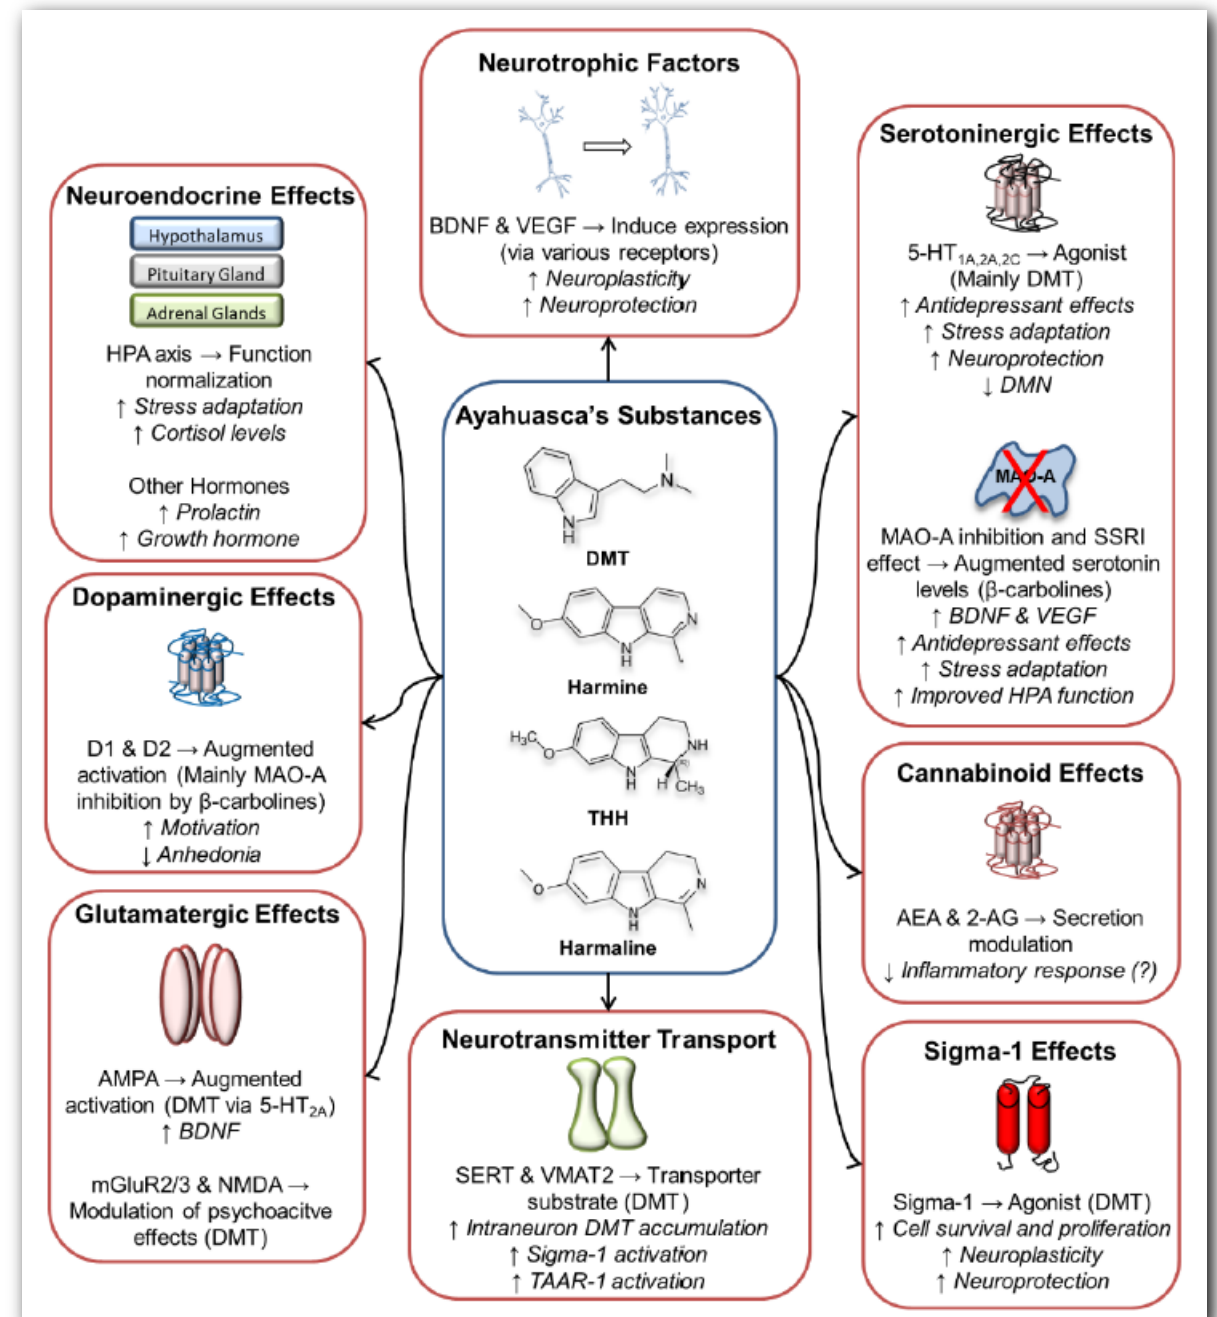 Neurotrophic Factors
BDNF & VEGF → Induce expression
(via various receptors)
↑ Neuroplasticity
↑ Neuroprotection
Neuroendocrine Effects
Hypothalamus
Pituitary Gland
Adrenal Glands
HPA axis → Function
normalization
↑ Stress adaptation
↑ Cortisol levels
Other Hormones
↑ Prolactin
↑ Growth hormone
Dopaminergic Effects
D1 & D2 → Augmented
activation (Mainly MAO-A
inhibition by β-carbolines)
↑ Motivation
↓ Anhedonia
Glutamatergic Effects
AMPA → Augmented
activation (DMT via 5-HT2A)
↑ BDNF
mGluR2/3 & NMDA →
Modulation of psychoacitve
effects (DMT)
Ayahuasca's Substances
N
N
H
DMT
O
N
N
H
Harmine
H3C
O
NH
N
H
(R)
H
CH3
THH
O
N
N
H
Harmaline
Neurotransmitter Transport
SERT & VMAT2 → Transporter
substrate (DMT)
↑ Intraneuron DMT accumulation
↑ Sigma-1 activation
↑ TAAR-1 activation
Serotoninergic Effects
5-HT1A,2A,2C → Agonist
(Mainly DMT)
↑ Antidepressant effects
↑ Stress adaptation
↑ Neuroprotection
↓ DMN
MAO-A
MAO-A inhibition and SSRI
effect → Augmented serotonin
levels (β-carbolines)
↑ BDNF & VEGF
↑ Antidepressant effects
↑ Stress adaptation
↑ Improved HPA function
Cannabinoid Effects
AEA & 2-AG → Secretion
modulation
↓ Inflammatory response (?)
Sigma-1 Effects
Sigma-1 → Agonist (DMT)
↑ Cell survival and proliferation
↑ Neuroplasticity
↑ Neuroprotection